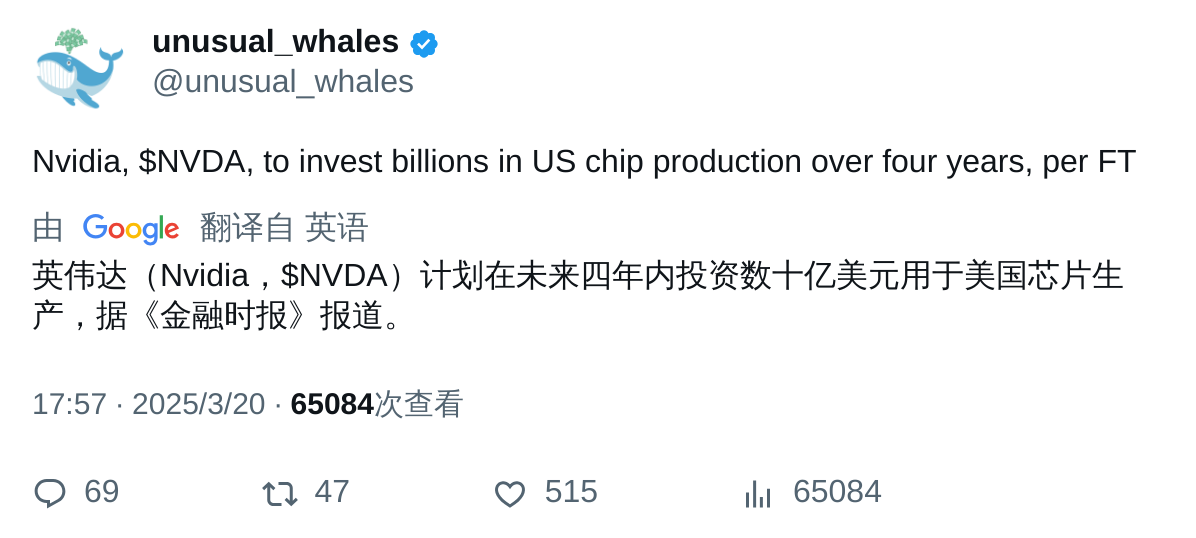 unusual_whales
@unusual_whales
Nvidia, $NVDA, to invest billions in US chip production over four years, per FT
由 Google 翻译自 英语
英伟达（Nvidia，$NVDA）计划在未来四年内投资数十亿美元用于美国芯片生
产，据《金融时报》报道。
17:57 · 2025/3/20 · 65084次查看
69 47 515 65084